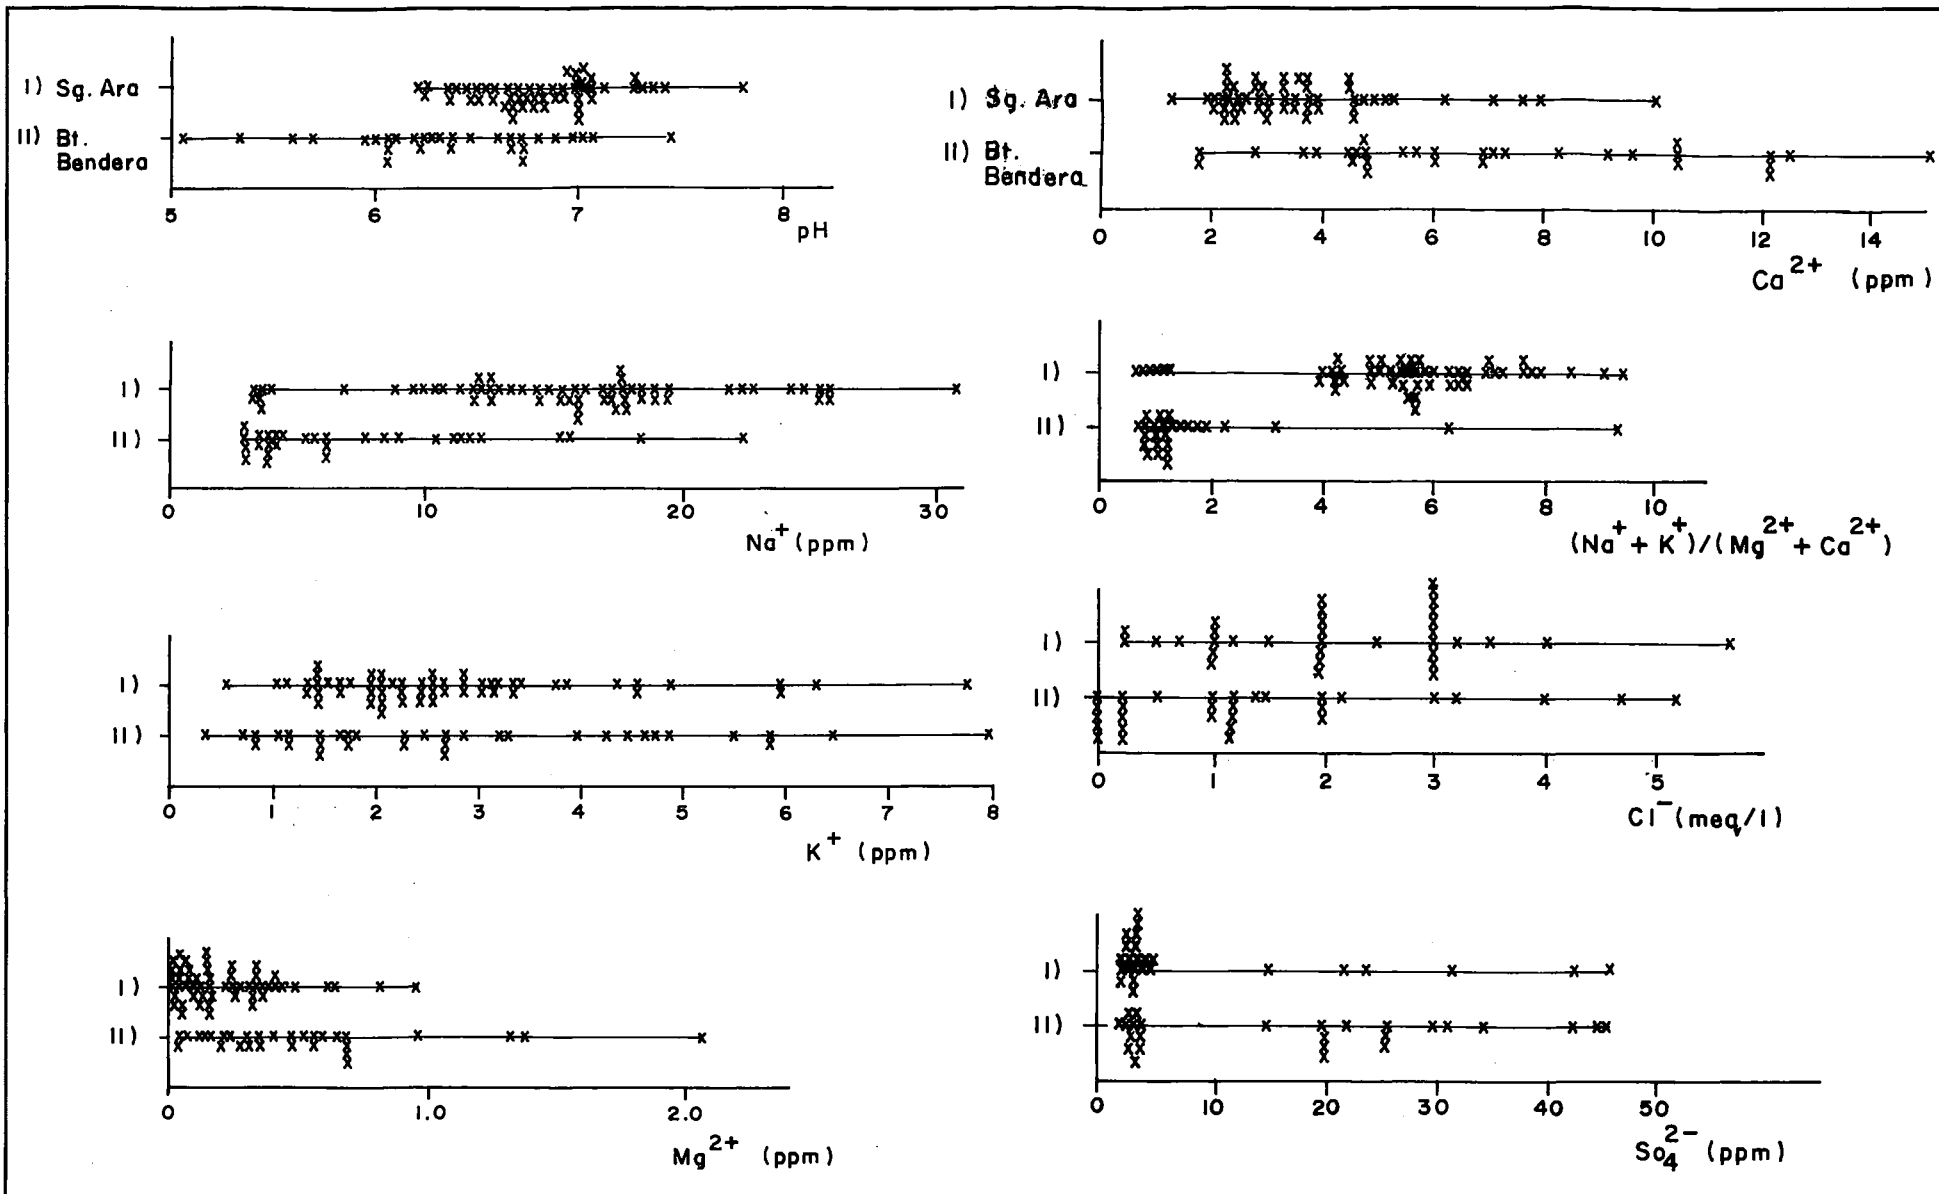 I) Sg. Ara
II) Bt.
Bendera
5 6 7 8
pH
I) Sg. Ara
II) Bt.
Bendera
0 2 4 6 8 10 12 14
Ca2+ (ppm)
I)
II)
0 10 20 30
Na+ (ppm)
I)
II)
0 2 4 6 8 10
(Na+ + K+)/(Mg2+ + Ca2+)
I)
II)
0 1 2 3 4 5 6 7 8
K+ (ppm)
I)
II)
0 1 2 3 4 5
Cl- (meq/l)
I)
II)
0 1.0 2.0
Mg2+ (ppm)
I)
II)
0 10 20 30 40 50
So42- (ppm)